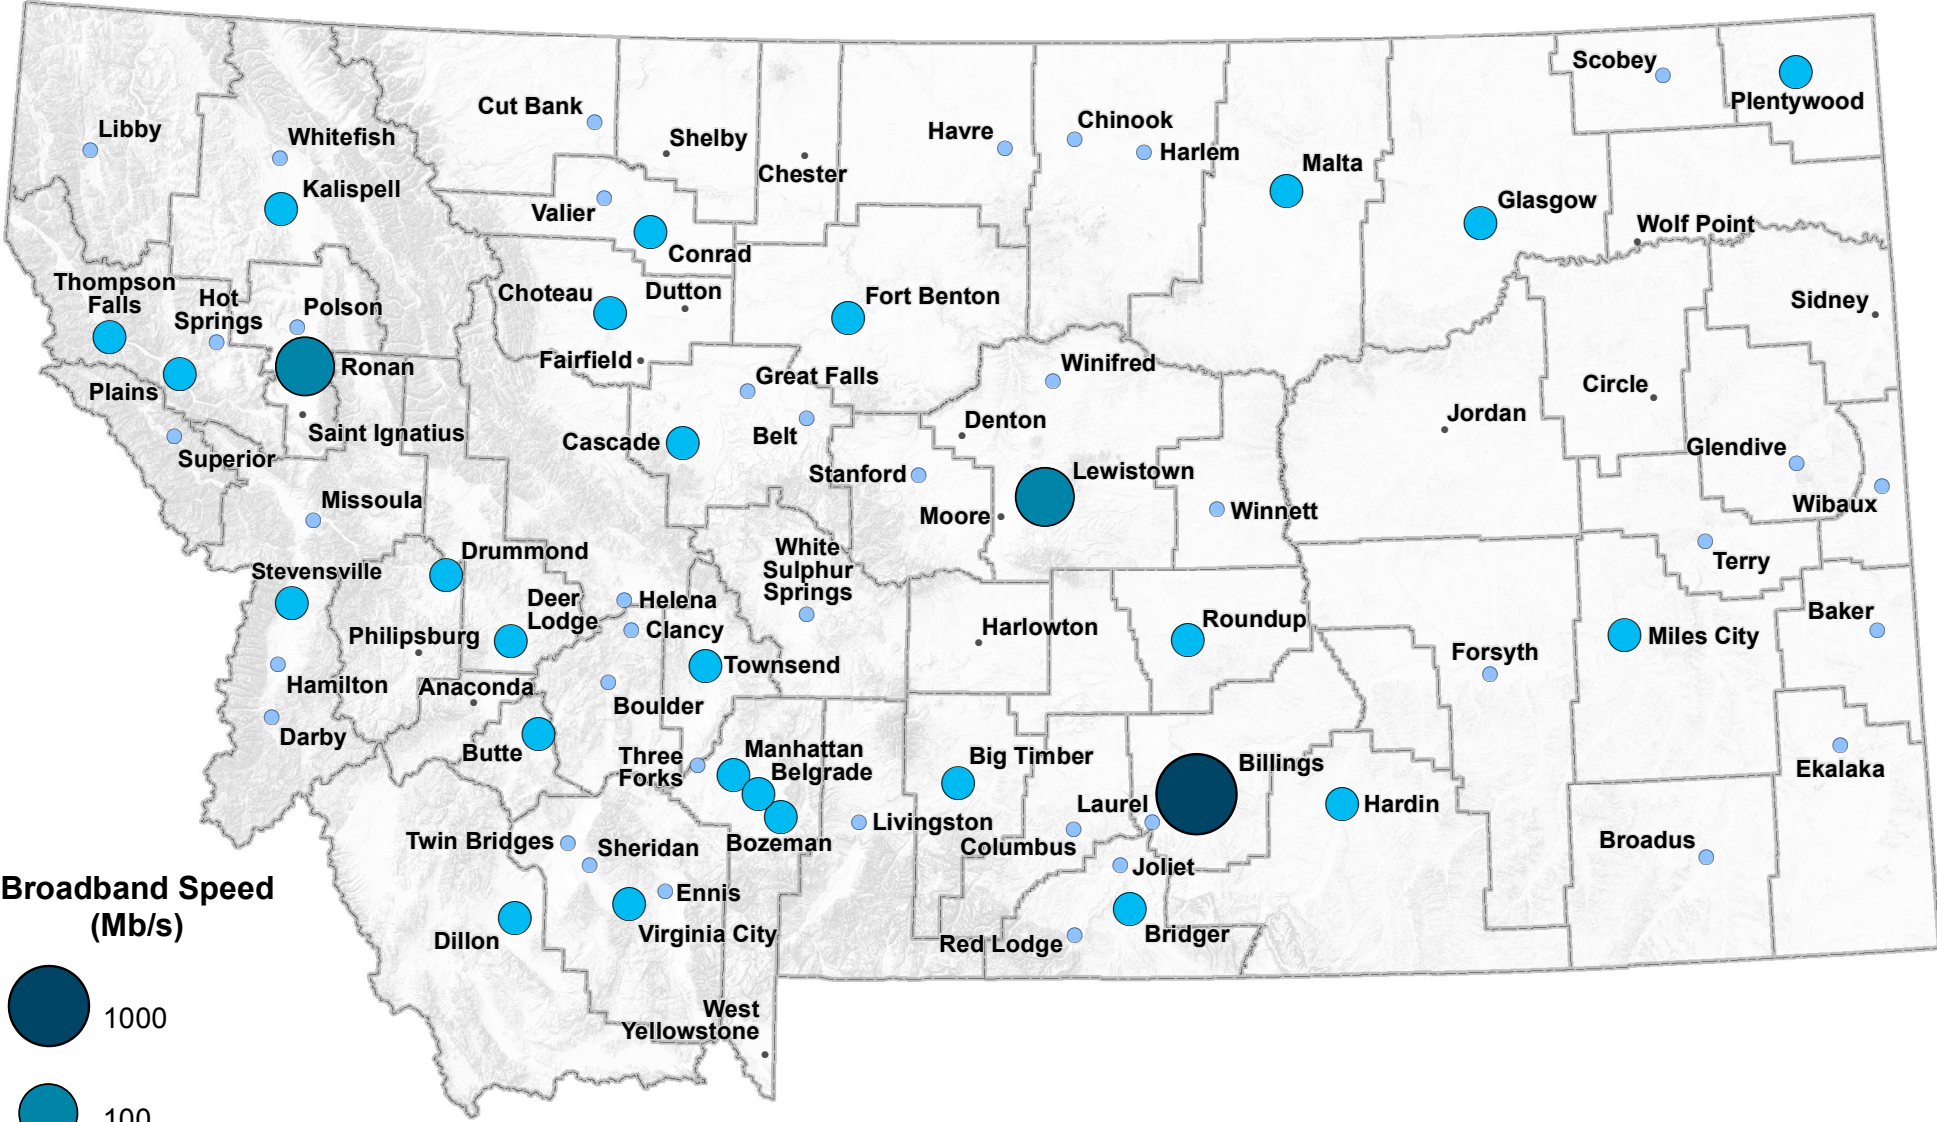 Scobey
Plentywood
Cut Bank
Libby
Whitefish
Shelby
Havre
Chinook
Harlem
Chester
Malta
Kalispell
Valier
Glasgow
Conrad
Wolf Point
Thompson
Falls
Hot
Springs
Polson
Choteau
Dutton
Fort Benton
Sidney
Ronan
Fairfield
Great Falls
Winifred
Plains
Circle
Jordan
Denton
Belt
Saint Ignatius
Cascade
Superior
Stanford
Lewistown
Glendive
Missoula
Moore
Winnett
Wibaux
Drummond
White
Sulphur
Springs
Terry
Stevensville
Deer
Lodge
Helena
Clancy
Philipsburg
Harlowton
Roundup
Baker
Miles City
Townsend
Forsyth
Hamilton
Anaconda
Boulder
Darby
Butte
Three
Forks
Manhattan
Belgrade
Big Timber
Billings
Ekalaka
Laurel
Hardin
Livingston
Columbus
Bozeman
Twin Bridges
Sheridan
Broadus
Joliet
Ennis
Virginia City
Dillon
Red Lodge
Bridger
West
Yellowstone
Broadband Speed
(Mb/s)
1000
100